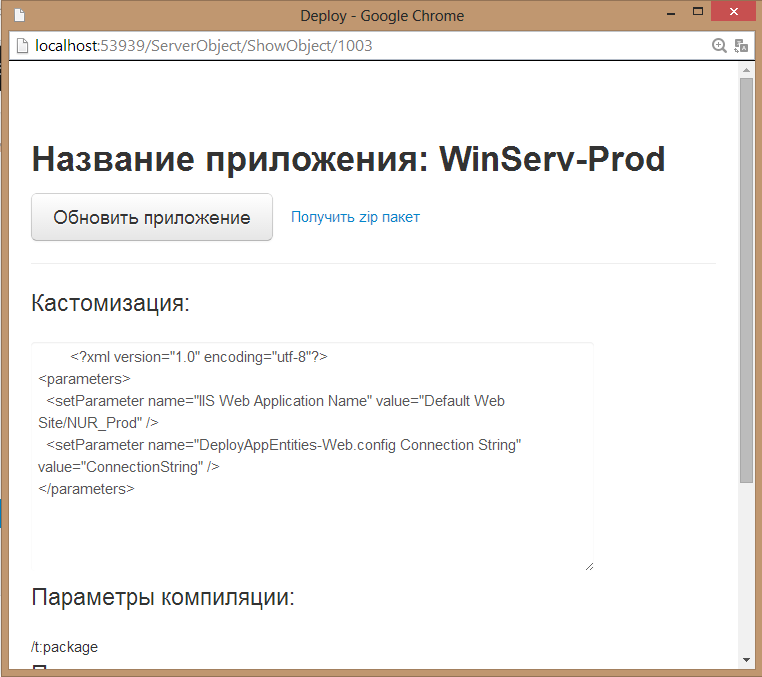 Deploy - Google Chrome
localhost:53939/ServerObject/ShowObject/1003
Название приложения: WinServ-Prod
Обновить приложение Получить zip пакет
Кастомизация:
<?xml version="1.0" encoding="utf-8"?>
<parameters>
<setParameter name="IIS Web Application Name" value="Default Web
Site/NUR_Prod" />
<setParameter name="DeployAppEntities-Web.config Connection String"
value="ConnectionString" />
</parameters>
Параметры компиляции:
/t:package